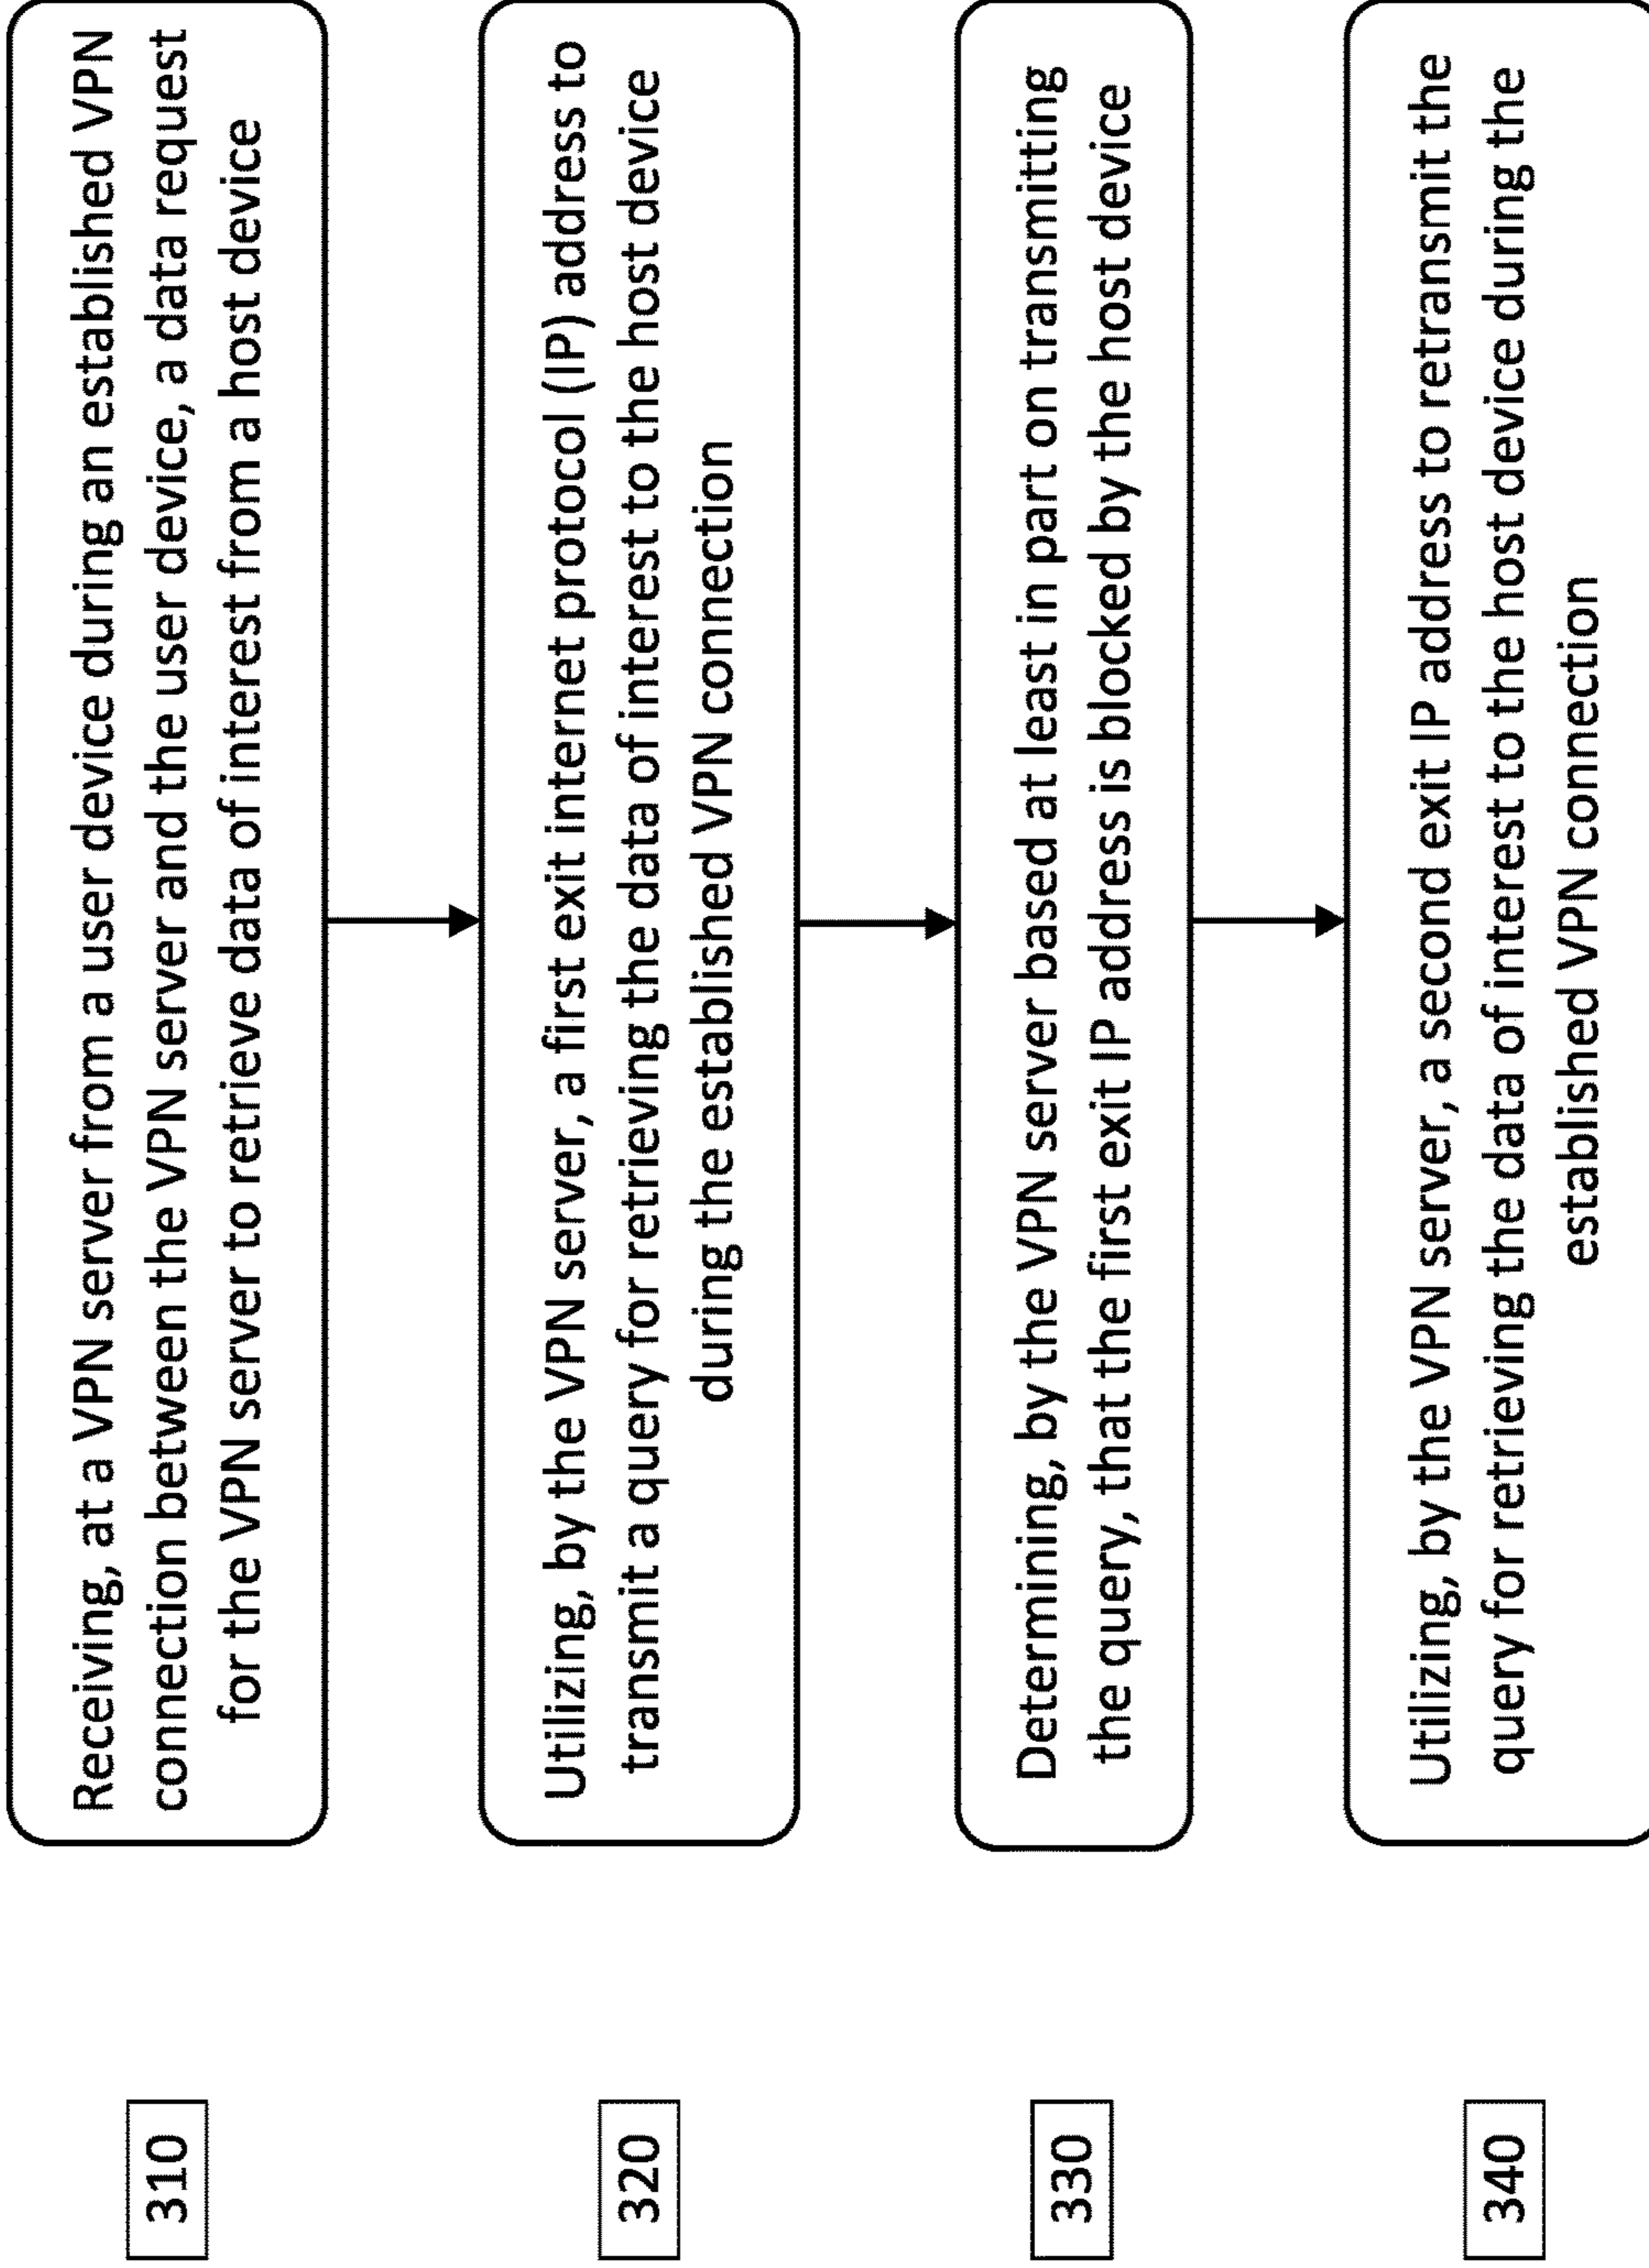 310
Receiving, at a VPN server from a user device during an established VPN
connection between the VPN server and the user device, a data request
for the VPN server to retrieve data of interest from a host device
320
Utilizing, by the VPN server, a first exit internet protocol (IP) address to
transmit a query for retrieving the data of interest to the host device
during the established VPN connection
330
Determining, by the VPN server based at least in part on transmitting
the query, that the first exit IP address is blocked by the host device
340
Utilizing, by the VPN server, a second exit IP address to retransmit the
query for retrieving the data of interest to the host device during the
established VPN connection